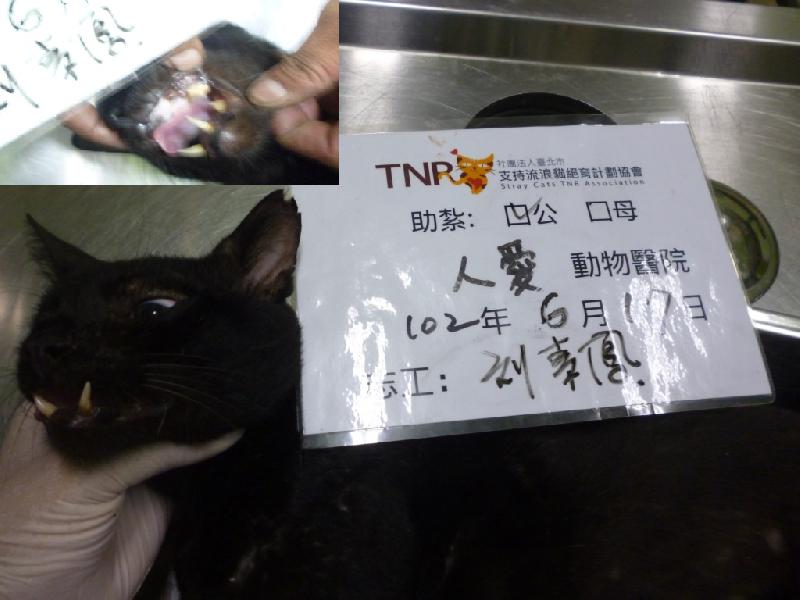 TNR 社團法人臺北市
支持流浪貓絕育計劃協會
Stray Cats TNR Association
助紮: ☑公 □母
人愛 動物醫院
102年 6月 17日
志工: